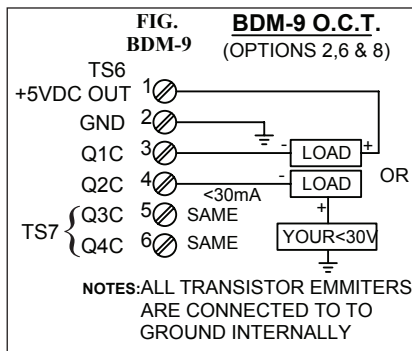 FIG.
BDM-9
BDM-9 O.C.T.
(OPTIONS 2,6 & 8)
TS6
+5VDC OUT 1
GND 2
Q1C 3 - LOAD +
OR
Q2C 4 - LOAD
<30mA
+
TS7 { Q3C 5 SAME
Q4C 6 SAME
YOUR<30V
NOTES:ALL TRANSISTOR EMMITERS
ARE CONNECTED TO TO
GROUND INTERNALLY